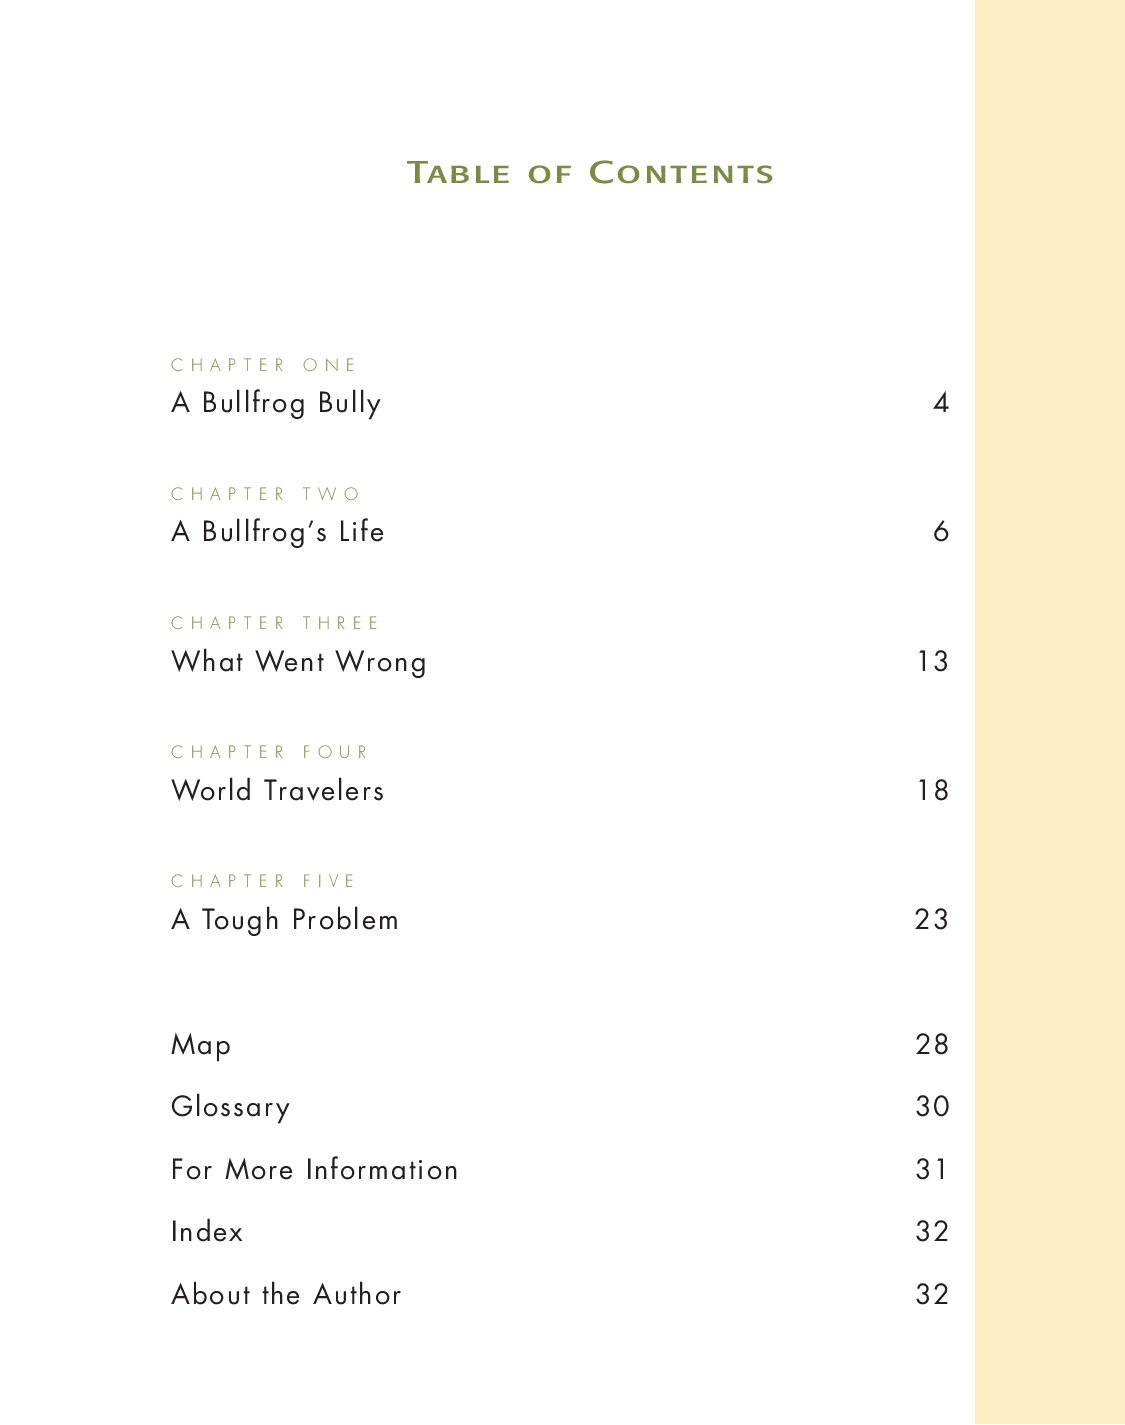 Table of Contents
CHAPTER ONE
A Bullfrog Bully 4
CHAPTER TWO
A Bullfrog’s Life 6
CHAPTER THREE
What Went Wrong 13
CHAPTER FOUR
World Travelers 18
CHAPTER FIVE
A Tough Problem 23
Map 28
Glossary 30
For More Information 31
Index 32
About the Author 32